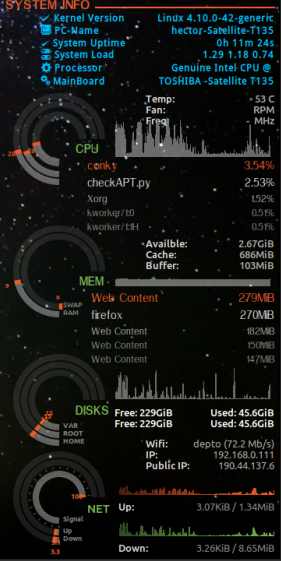 SYSTEM INFO
Kernel Version Linux 4.10.0-42-generic
PC-Name hector-Satellite-T135
System Uptime 0h 11m 24s
System Load 1.29 1.18 0.74
Processor Genuine Intel CPU @
MainBoard TOSHIBA -Satellite T135
Temp: - 53 C
Fan: RPM
Freq - MHz
CPU
conky 3.54%
checkAPT.py 2.53%
Xorg 1.52%
kworker/1:0 0.51%
kworker/1:1H 0.51%
Availble: 2.67GiB
Cache: 686MiB
Buffer: 103MiB
9
MEM
0
SWAP
RAM
Web Content 279MiB
firefox 270MiB
Web Content 182MiB
Web Content 150MiB
Web Content 147MiB
DISKS
Free: 229GiB Used: 45.6GiB
Free: 229GiB Used: 45.6GiB
VAR
ROOT
HOME
Wifi: depto (72.2 Mb/s)
IP: 192.168.0.111
Public IP: 190.44.137.6
100
NET
Signal
Up: 3.07KiB / 1.34MiB
Up
Down
3.3
Down: 3.26KiB / 8.65MiB